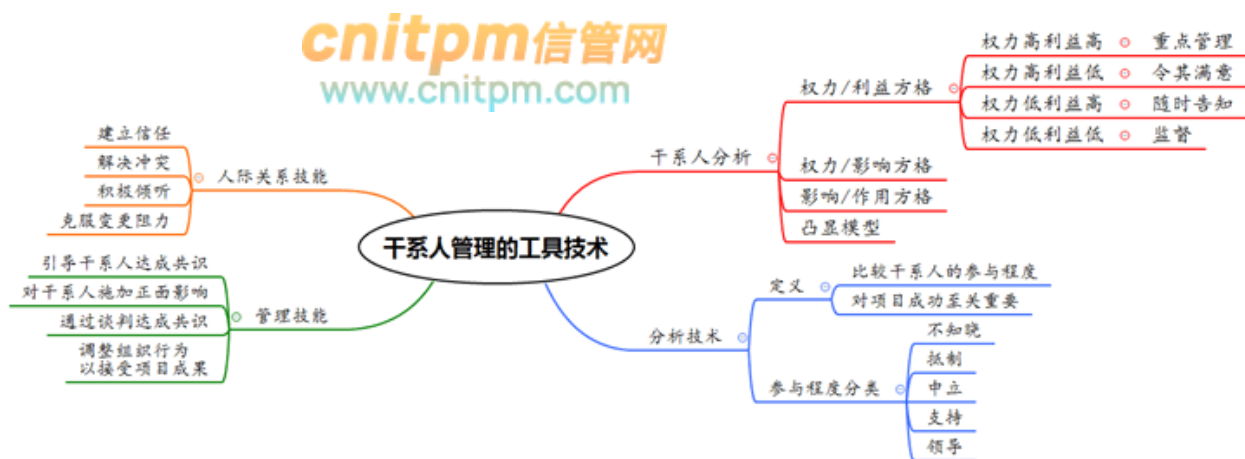 cnitpm信管网
www.cnitpm.com
干系人管理的工具技术
干系人分析
权力/利益方格
权力高利益高 重点管理
权力高利益低 令其满意
权力低利益高 随时告知
权力低利益低 监督
权力/影响方格
影响/作用方格
凸显模型
分析技术
定义
比较干系人的参与程度
对项目成功至关重要
参与程度分类
不知晓
抵制
中立
支持
领导
人际关系技能
建立信任
解决冲突
积极倾听
克服变更阻力
管理技能
引导干系人达成共识
对干系人施加正面影响
通过谈判达成共识
调整组织行为
以接受项目成果